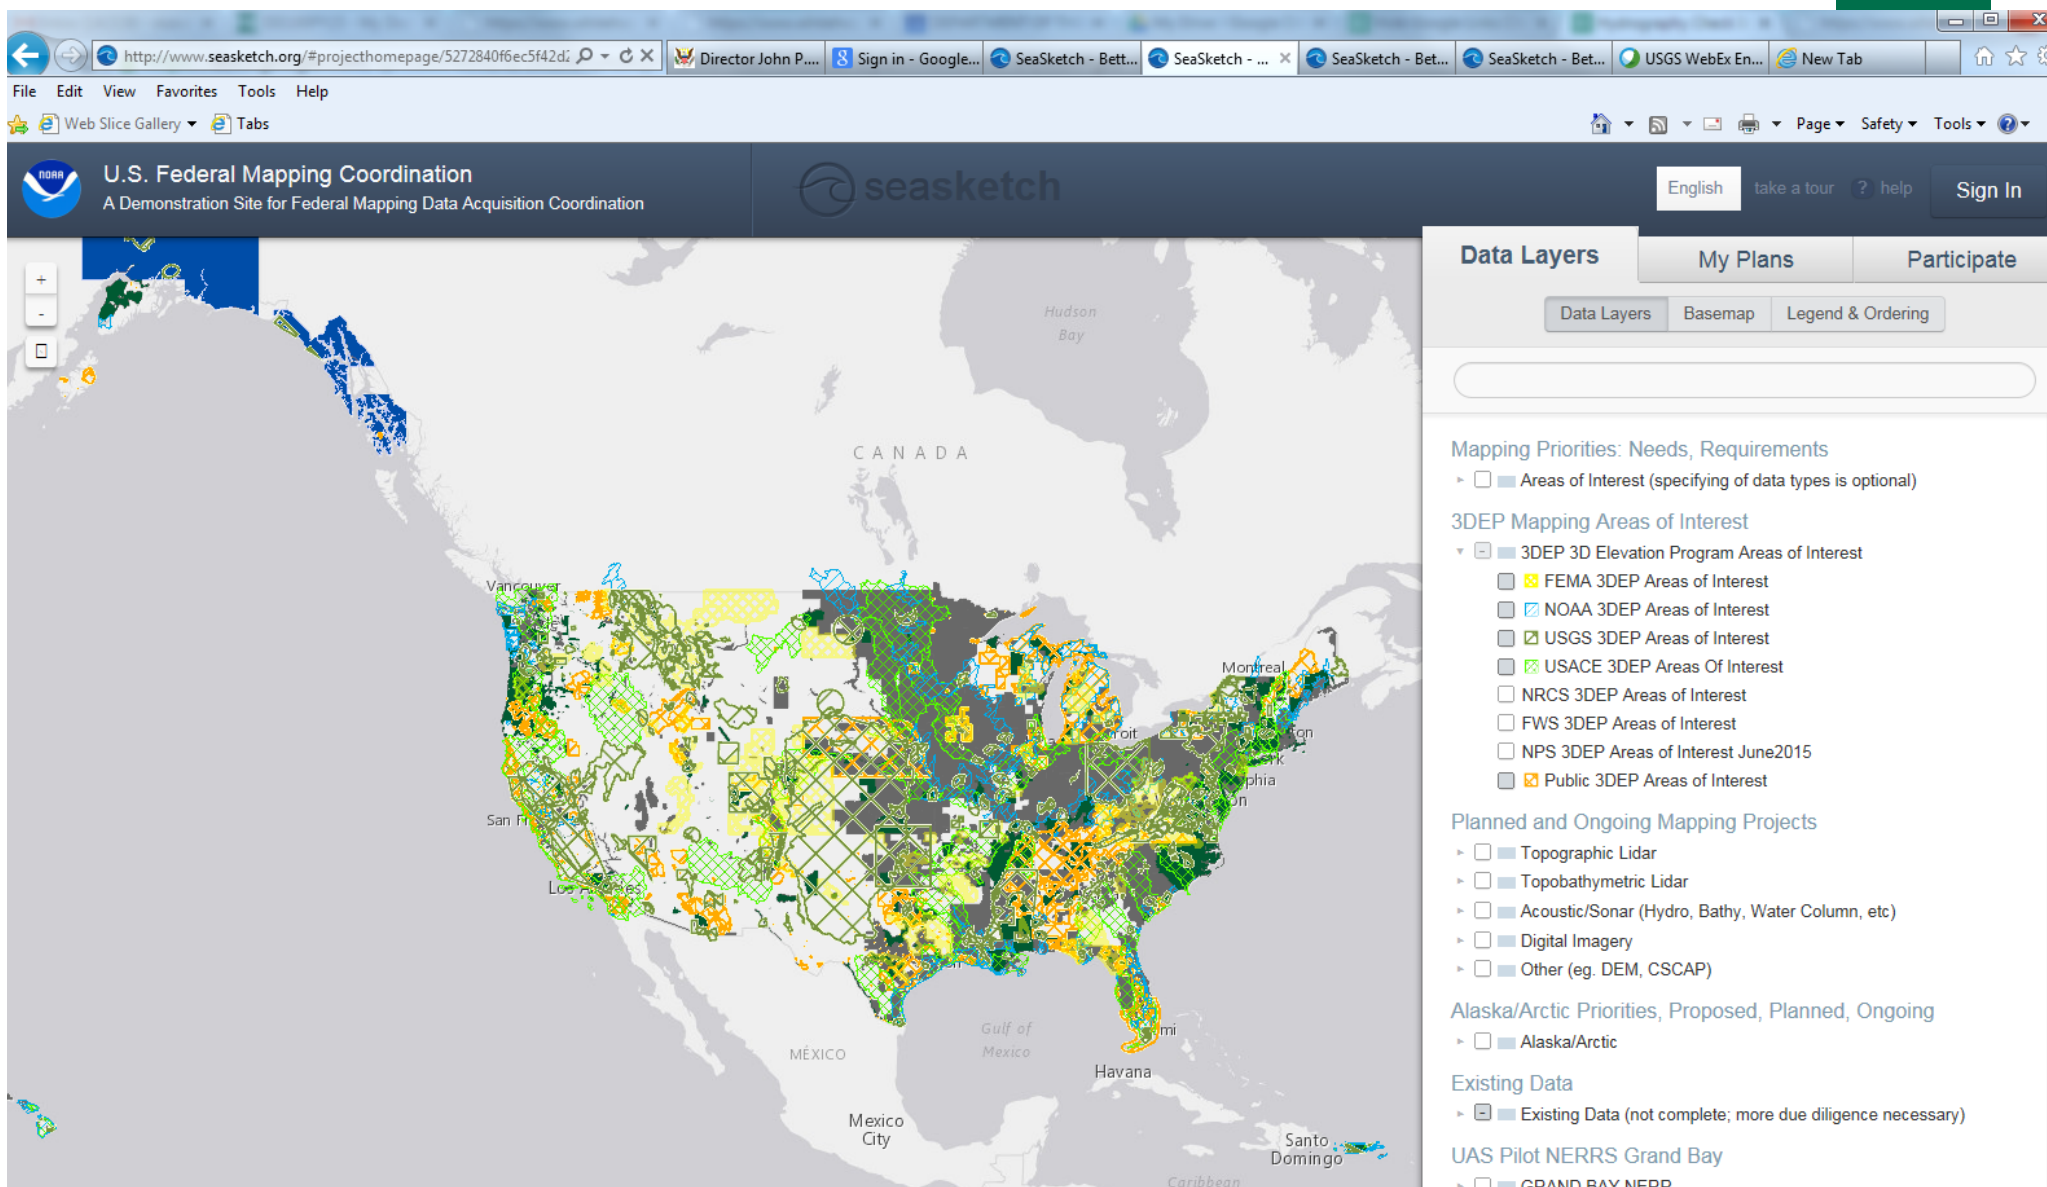 http://www.seasketch.org/#projecthomepage/5272840f6ec5f42d2
Director John P....
Sign in - Google...
SeaSketch - Bett...
SeaSketch - ...
SeaSketch - Bet...
SeaSketch - Bet...
USGS WebEx En...
New Tab
File Edit View Favorites Tools Help
Web Slice Gallery Tabs
Page Safety Tools
NOAA
U.S. Federal Mapping Coordination
A Demonstration Site for Federal Mapping Data Acquisition Coordination
seasketch
English take a tour ? help Sign In
Data Layers My Plans Participate
Data Layers Basemap Legend & Ordering
+
-
Hudson
Bay
CANADA
Vancouver
Montreal
San Fr
Los Angeles
Gulf of
Mexico
MÉXICO
Havana
Mexico
City
Santo
Domingo
Caribbean
Mapping Priorities: Needs, Requirements
Areas of Interest (specifying of data types is optional)
3DEP Mapping Areas of Interest
3DEP 3D Elevation Program Areas of Interest
FEMA 3DEP Areas of Interest
NOAA 3DEP Areas of Interest
USGS 3DEP Areas of Interest
USACE 3DEP Areas Of Interest
NRCS 3DEP Areas of Interest
FWS 3DEP Areas of Interest
NPS 3DEP Areas of Interest June2015
Public 3DEP Areas of Interest
Planned and Ongoing Mapping Projects
Topographic Lidar
Topobathymetric Lidar
Acoustic/Sonar (Hydro, Bathy, Water Column, etc)
Digital Imagery
Other (eg. DEM, CSCAP)
Alaska/Arctic Priorities, Proposed, Planned, Ongoing
Alaska/Arctic
Existing Data
Existing Data (not complete; more due diligence necessary)
UAS Pilot NERRS Grand Bay
GRAND BAY NERR